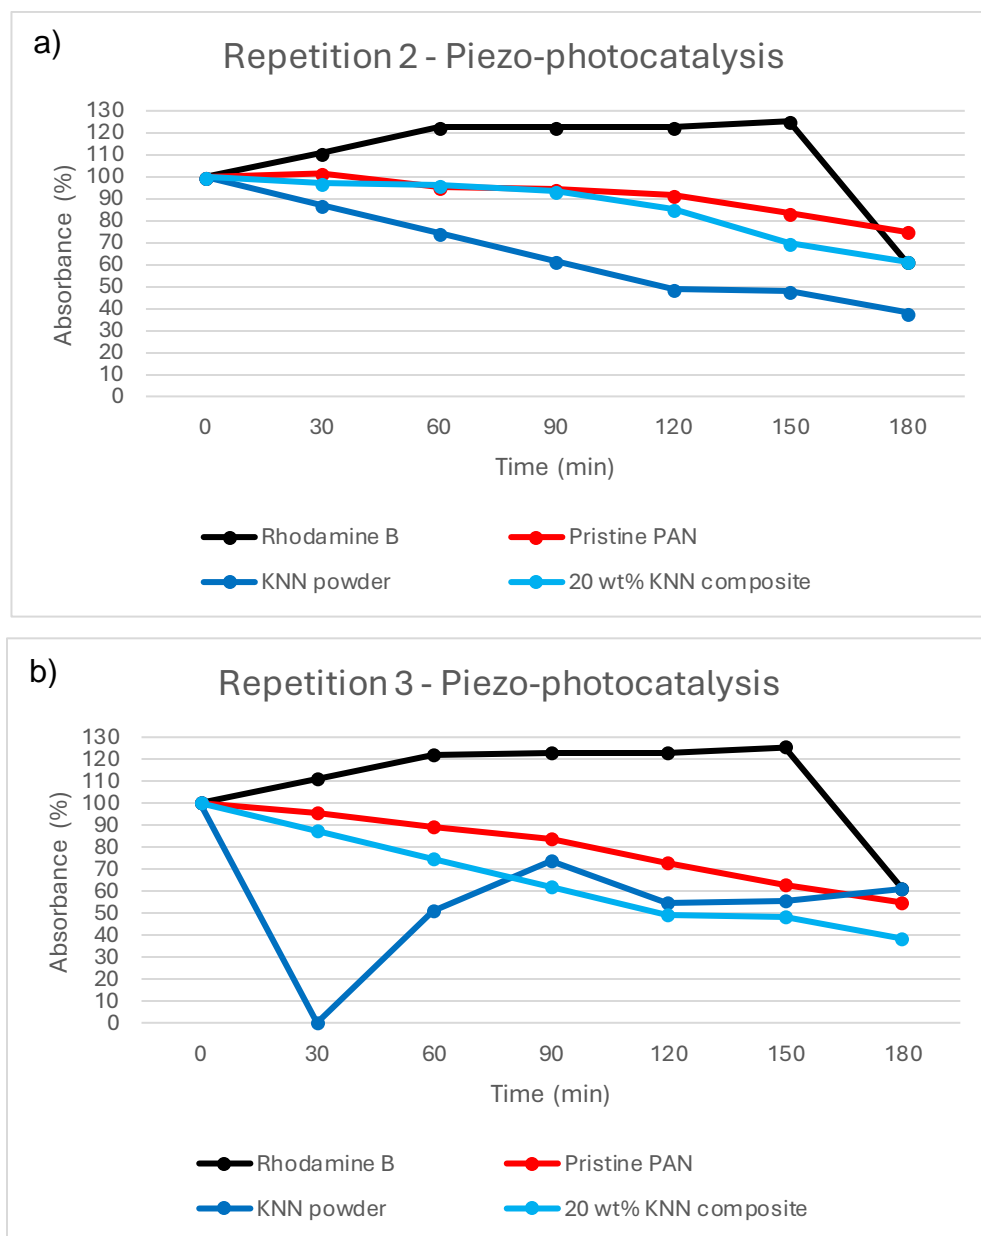 a)
Repetition 2 - Piezo-photocatalysis
130
120
110
100
90
80
70
60
50
40
30
20
10
0
Absorbance (%)
0 30 60 90 120 150 180
Time (min)
Rhodamine B Pristine PAN
KNN powder 20 wt% KNN composite
b)
Repetition 3 - Piezo-photocatalysis
130
120
110
100
90
80
70
60
50
40
30
20
10
0
Absorbance (%)
0 30 60 90 120 150 180
Time (min)
Rhodamine B Pristine PAN
KNN powder 20 wt% KNN composite